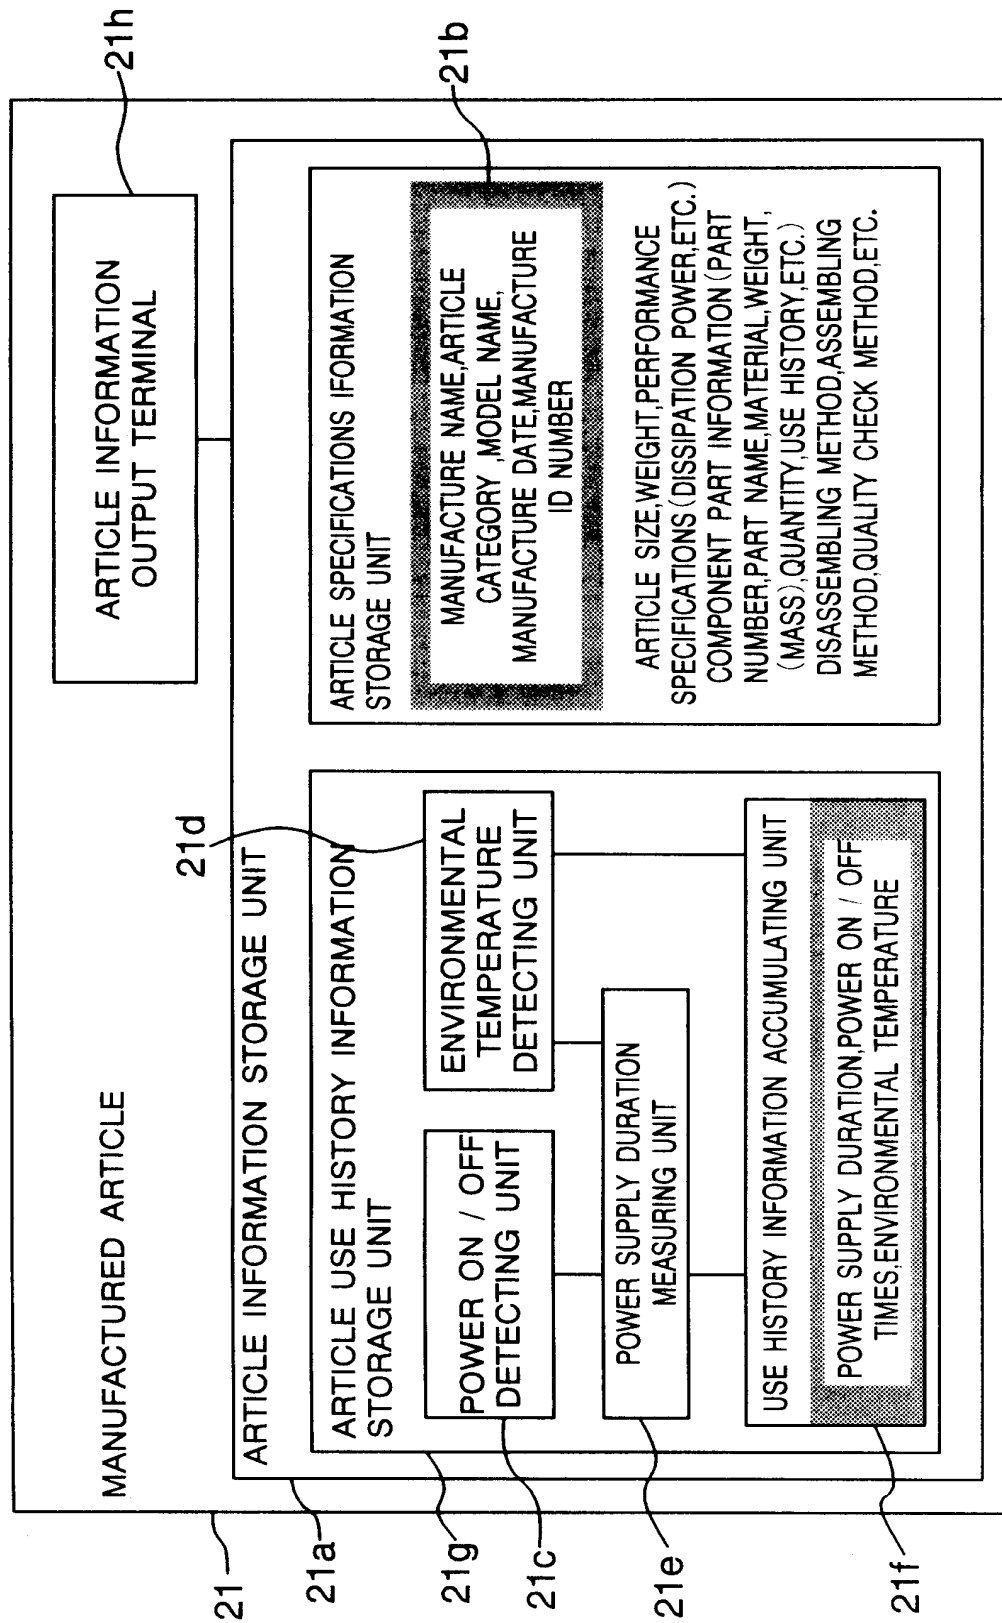 MANUFACTURED ARTICLE
ARTICLE INFORMATION
OUTPUT TERMINAL
21h
21
21a
ARTICLE INFORMATION STORAGE UNIT
21g
ARTICLE USE HISTORY INFORMATION
STORAGE UNIT
21d
21c
POWER ON / OFF
DETECTING UNIT
ENVIRONMENTAL
TEMPERATURE
DETECTING UNIT
21e
POWER SUPPLY DURATION
MEASURING UNIT
USE HISTORY INFORMATION ACCUMULATING UNIT
21f
POWER SUPPLY DURATION,POWER ON / OFF
TIMES,ENVIRONMENTAL TEMPERATURE
ARTICLE SPECIFICATIONS IFORMATION
STORAGE UNIT
21b
MANUFACTURE NAME,ARTICLE
CATEGORY ,MODEL NAME,
MANUFACTURE DATE,MANUFACTURE
ID NUMBER
ARTICLE SIZE,WEIGHT,PERFORMANCE
SPECIFICATIONS(DISSIPATION POWER,ETC.)
COMPONENT PART INFORMATION(PART
NUMBER,PART NAME,MATERIAL,WEIGHT,
(MASS),QUANTITY,USE HISTORY,ETC.)
DISASSEMBLING METHOD,ASSEMBLING
METHOD,QUALITY CHECK METHOD,ETC.